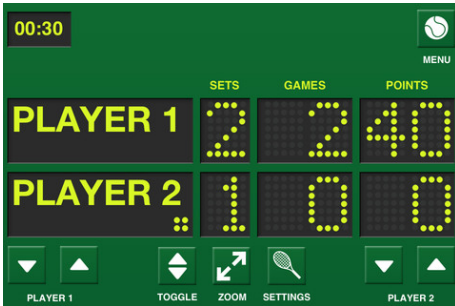 00:30
MENU
SETS GAMES POINTS
PLAYER 1 2 2 40
PLAYER 2 1 0 0
PLAYER 1 TOGGLE ZOOM SETTINGS PLAYER 2